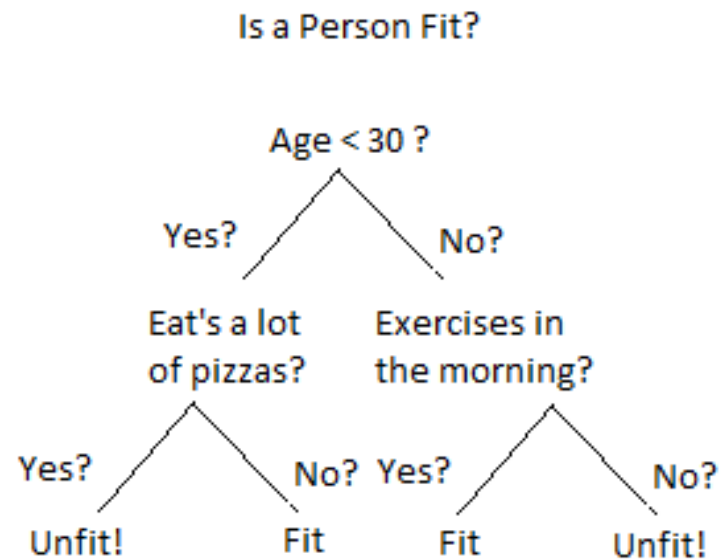 Is a Person Fit?
Age < 30 ?
Yes?
No?
Eat's a lot
of pizzas?
Exercises in
the morning?
Yes?
No?
Yes?
No?
Unfit!
Fit
Fit
Unfit!